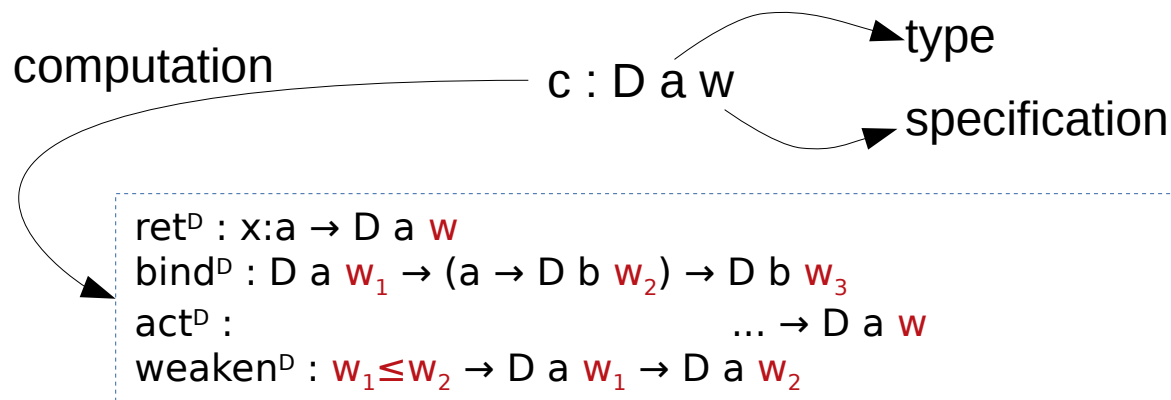 computation
c : D a w
type
specification
retᴰ : x:a → D a w
bindᴰ : D a w₁ → (a → D b w₂) → D b w₃
actᴰ : ... → D a w
weakenᴰ : w₁≤w₂ → D a w₁ → D a w₂